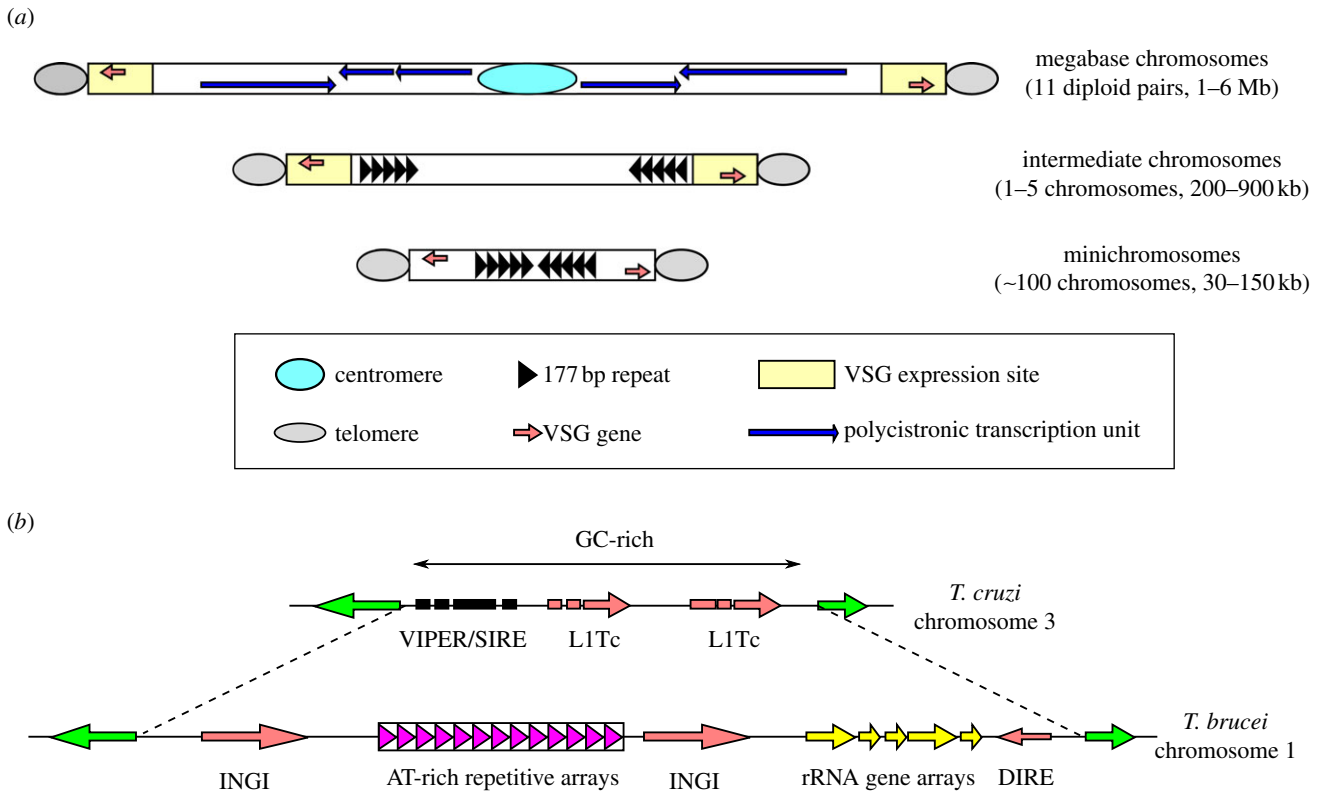 (a)
megabase chromosomes
(11 diploid pairs, 1–6 Mb)
intermediate chromosomes
(1–5 chromosomes, 200–900 kb)
minichromosomes
(~100 chromosomes, 30–150 kb)
centromere
177 bp repeat
VSG expression site
telomere
VSG gene
polycistronic transcription unit
(b)
GC-rich
T. cruzi
chromosome 3
VIPER/SIRE
L1Tc
L1Tc
T. brucei
chromosome 1
INGI
AT-rich repetitive arrays
INGI
rRNA gene arrays
DIRE